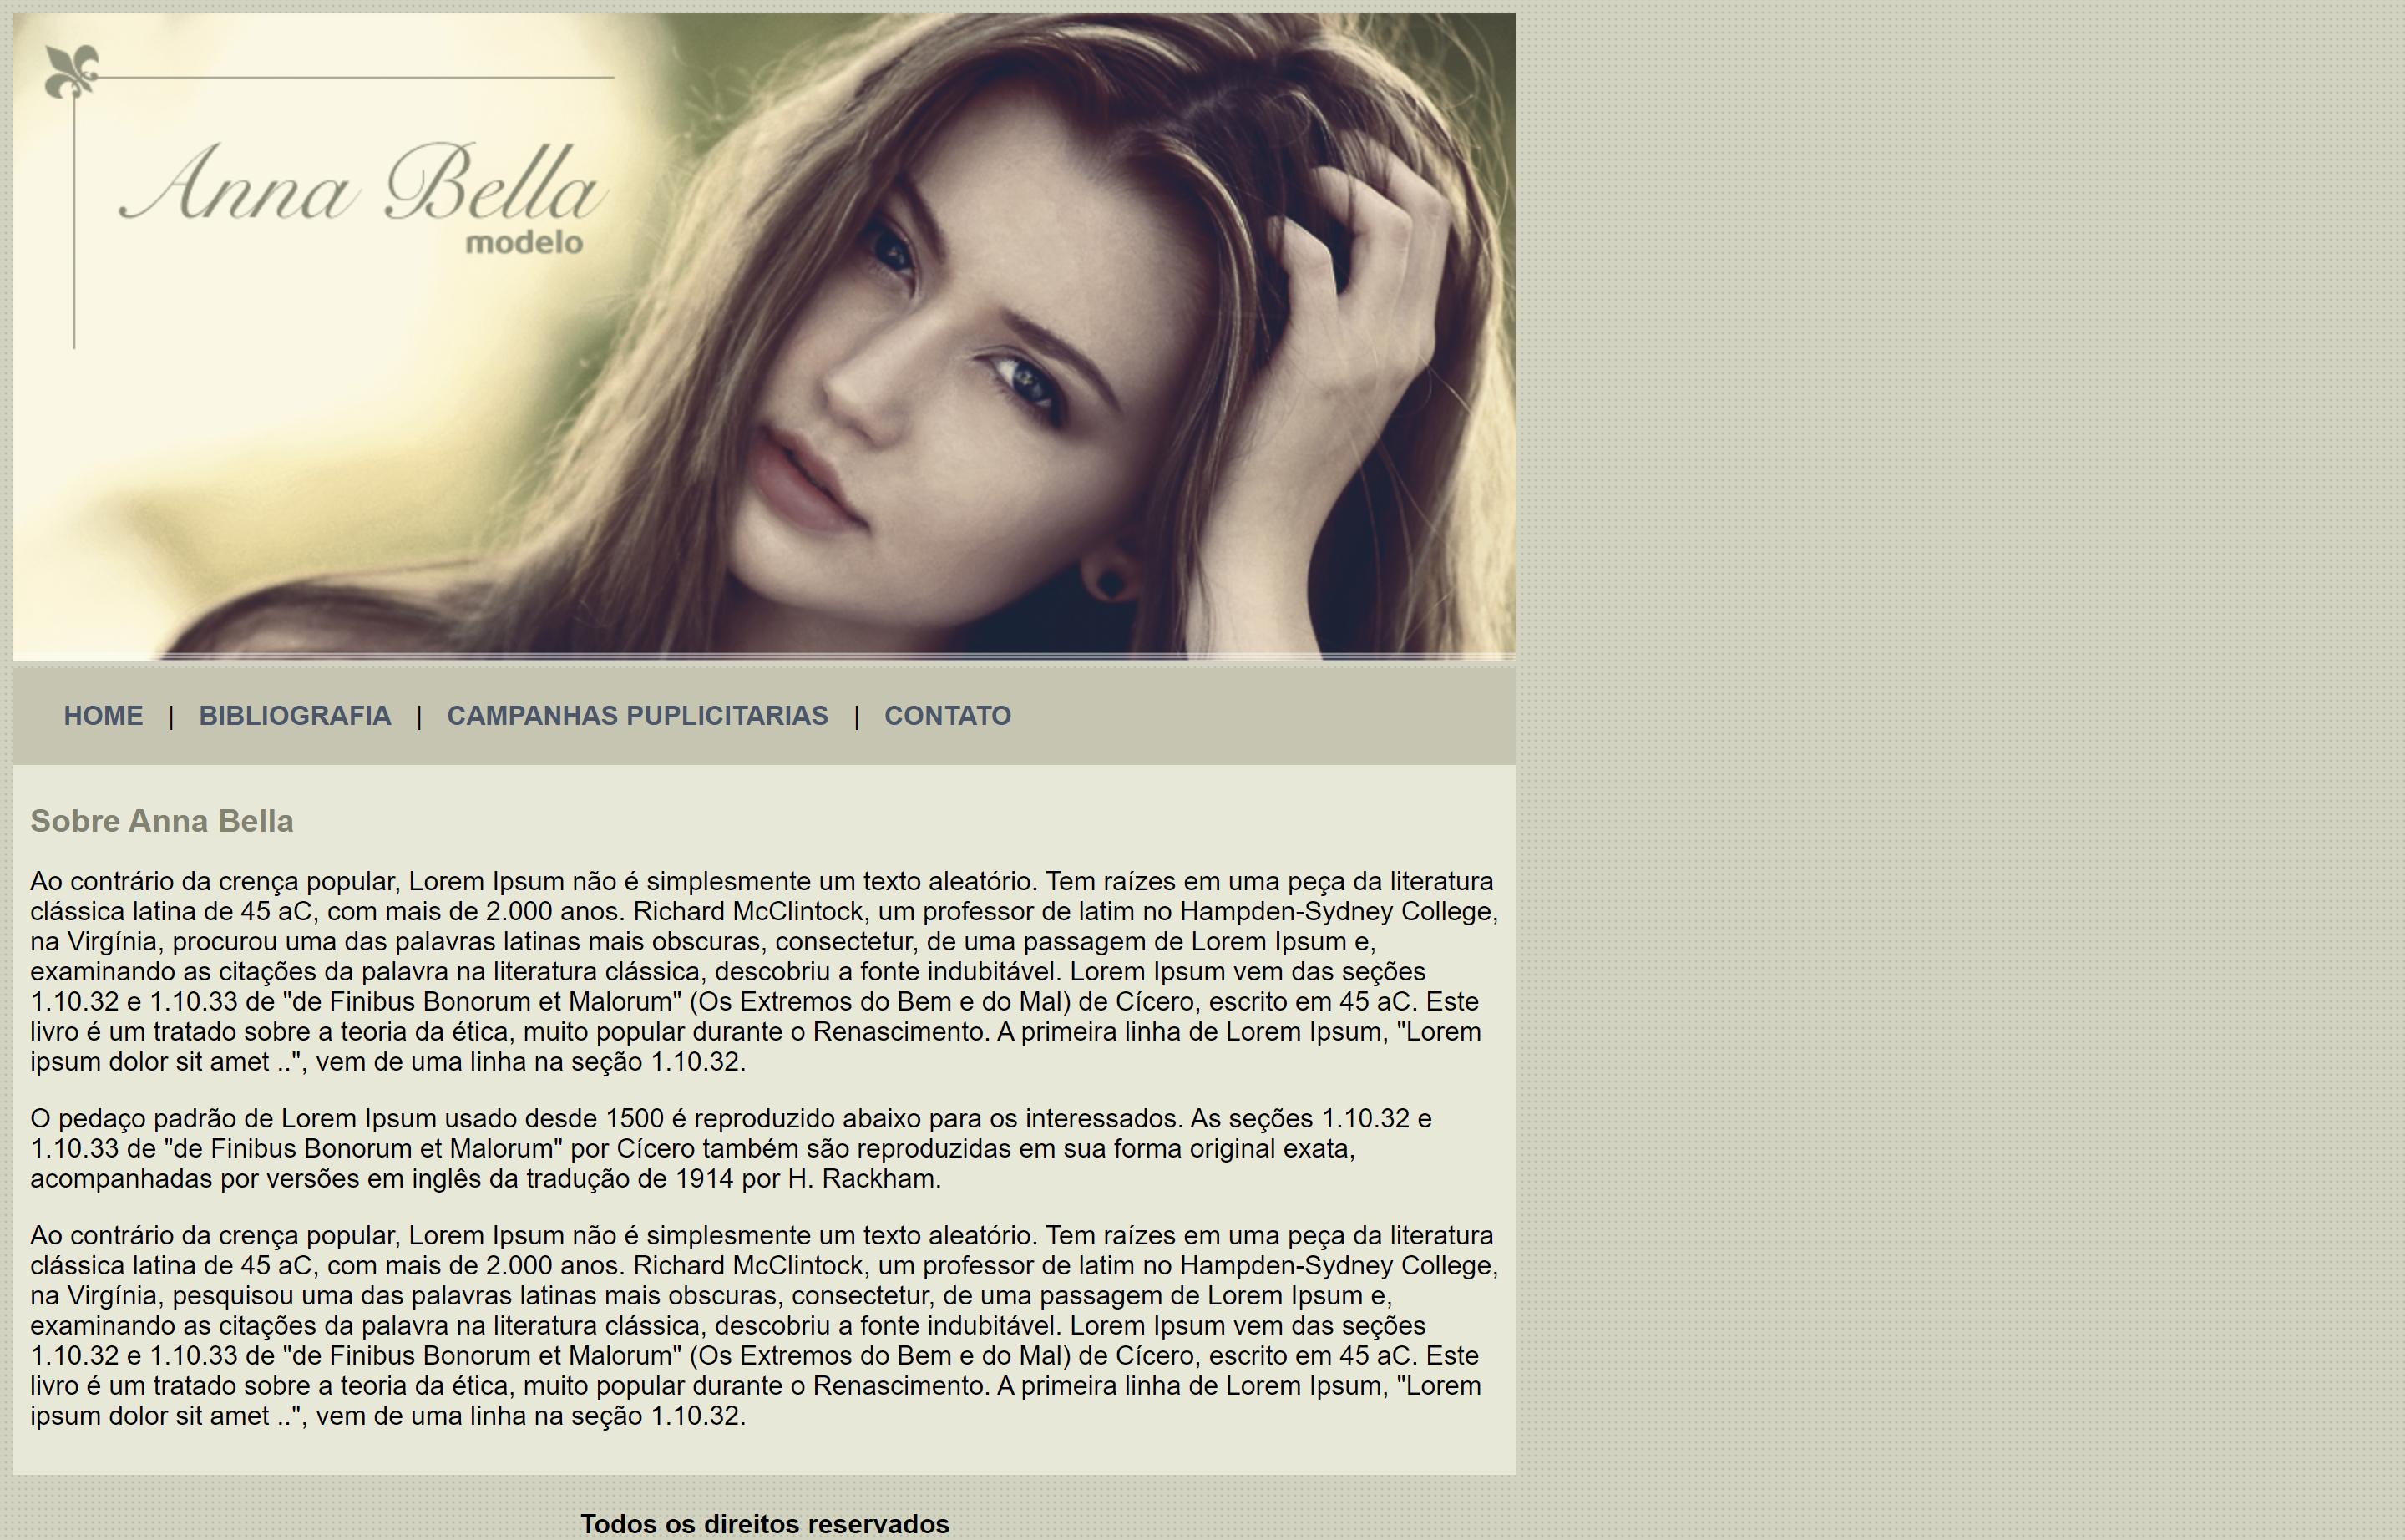 Anna Bella
modelo
HOME | BIBLIOGRAFIA | CAMPANHAS PUPLICITARIAS | CONTATO
Sobre Anna Bella
Ao contrário da crença popular, Lorem Ipsum não é simplesmente um texto aleatório. Tem raízes em uma peça da literatura
clássica latina de 45 aC, com mais de 2.000 anos. Richard McClintock, um professor de latim no Hampden-Sydney College,
na Virgínia, procurou uma das palavras latinas mais obscuras, consectetur, de uma passagem de Lorem Ipsum e,
examinando as citações da palavra na literatura clássica, descobriu a fonte indubitável. Lorem Ipsum vem das seções
1.10.32 e 1.10.33 de "de Finibus Bonorum et Malorum" (Os Extremos do Bem e do Mal) de Cícero, escrito em 45 aC. Este
livro é um tratado sobre a teoria da ética, muito popular durante o Renascimento. A primeira linha de Lorem Ipsum, "Lorem
ipsum dolor sit amet ..", vem de uma linha na seção 1.10.32.
O pedaço padrão de Lorem Ipsum usado desde 1500 é reproduzido abaixo para os interessados. As seções 1.10.32 e
1.10.33 de "de Finibus Bonorum et Malorum" por Cícero também são reproduzidas em sua forma original exata,
acompanhadas por versões em inglês da tradução de 1914 por H. Rackham.
Ao contrário da crença popular, Lorem Ipsum não é simplesmente um texto aleatório. Tem raízes em uma peça da literatura
clássica latina de 45 aC, com mais de 2.000 anos. Richard McClintock, um professor de latim no Hampden-Sydney College,
na Virgínia, pesquisou uma das palavras latinas mais obscuras, consectetur, de uma passagem de Lorem Ipsum e,
examinando as citações da palavra na literatura clássica, descobriu a fonte indubitável. Lorem Ipsum vem das seções
1.10.32 e 1.10.33 de "de Finibus Bonorum et Malorum" (Os Extremos do Bem e do Mal) de Cícero, escrito em 45 aC. Este
livro é um tratado sobre a teoria da ética, muito popular durante o Renascimento. A primeira linha de Lorem Ipsum, "Lorem
ipsum dolor sit amet ..", vem de uma linha na seção 1.10.32.
Todos os direitos reservados